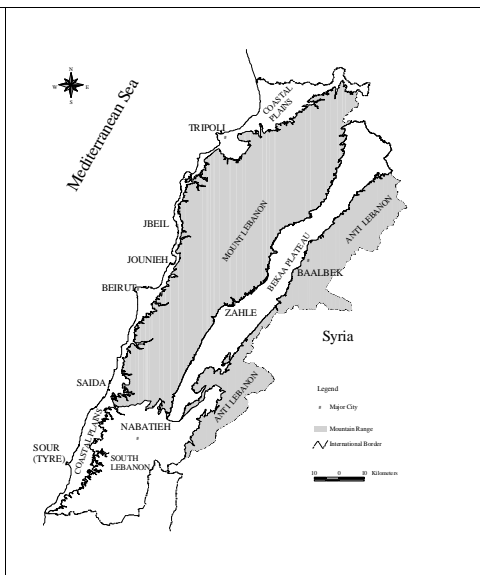 N
W E
S
Mediterranean Sea
COASTAL
PLAINS
TRIPOLI
JBEIL
MOUNT LEBANON
ANTI LEBANON
JOUNIEH
BEKAA PLATEAU
BAALBEK
BEIRUT
ZAHLE
Syria
SAIDA
ANTI LEBANON
Legend
Major City
COASTAL PLAINS
NABATIEH
Mountain Range
SOUR
(TYRE)
International Border
SOUTH
LEBANON
10 0 10 Kilometers